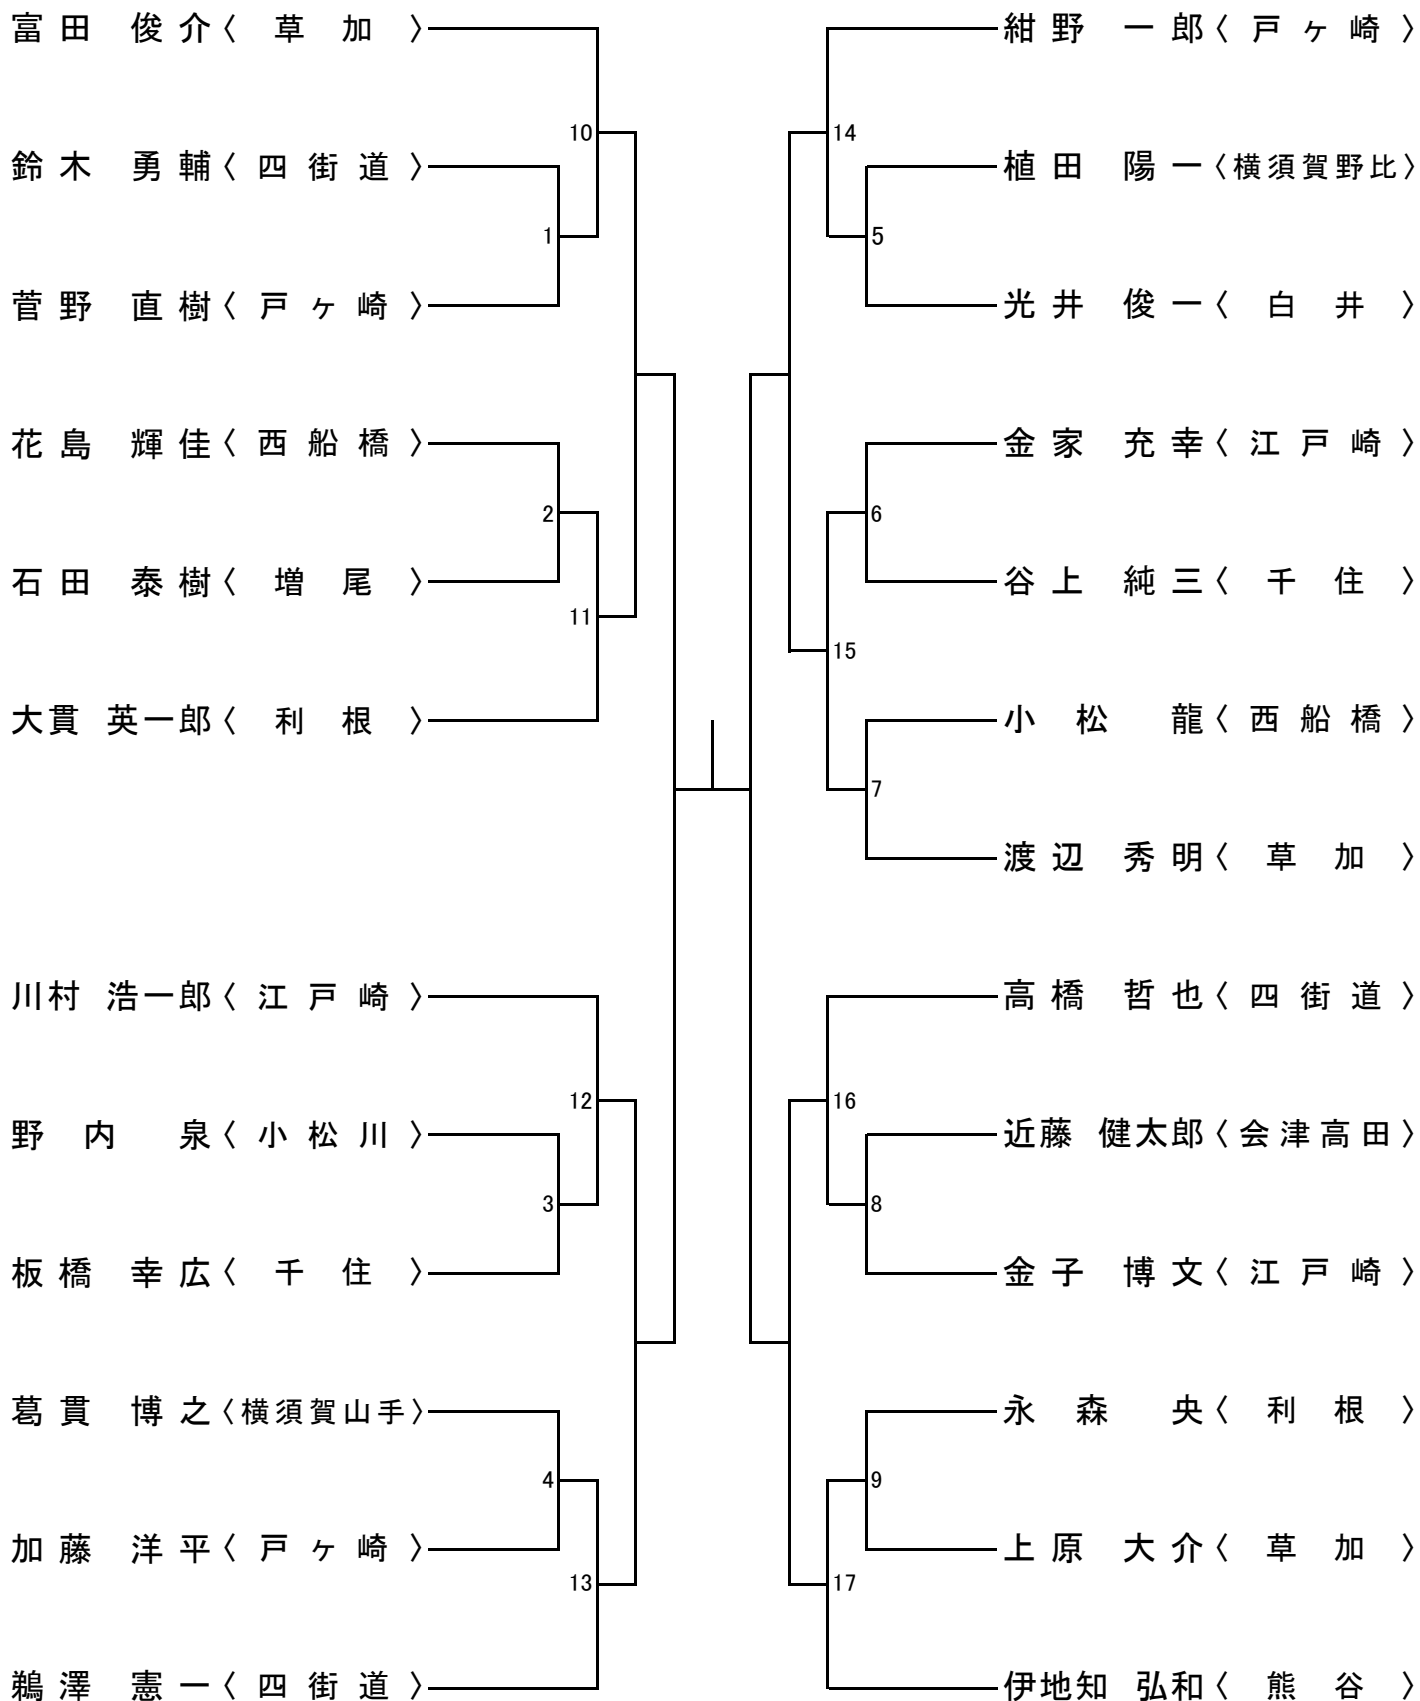 富田 俊介〈草加〉
10
鈴木 勇輔〈四街道〉
1
菅野 直樹〈戸ヶ崎〉
花島 輝佳〈西船橋〉
2
石田 泰樹〈増尾〉
11
大貫 英一郎〈利根〉
川村 浩一郎〈江戸崎〉
12
野内 泉〈小松川〉
3
板橋 幸広〈千住〉
葛貫 博之〈横須賀山手〉
4
加藤 洋平〈戸ヶ崎〉
13
鵜澤 憲一〈四街道〉
紺野 一郎〈戸ヶ崎〉
14
植田 陽一〈横須賀野比〉
5
光井 俊一〈白井〉
金家 充幸〈江戸崎〉
6
谷上 純三〈千住〉
15
小松 龍〈西船橋〉
7
渡辺 秀明〈草加〉
高橋 哲也〈四街道〉
16
近藤 健太郎〈会津高田〉
8
金子 博文〈江戸崎〉
永森 央〈利根〉
9
上原 大介〈草加〉
17
伊地知 弘和〈熊谷〉